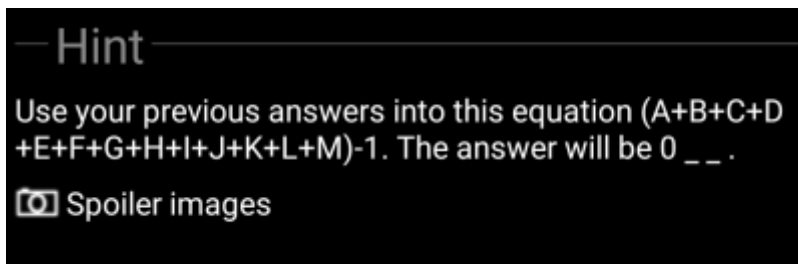 Hint
Use your previous answers into this equation (A+B+C+D
+E+F+G+H+I+J+K+L+M)-1. The answer will be 0 _ _ .
Spoiler images